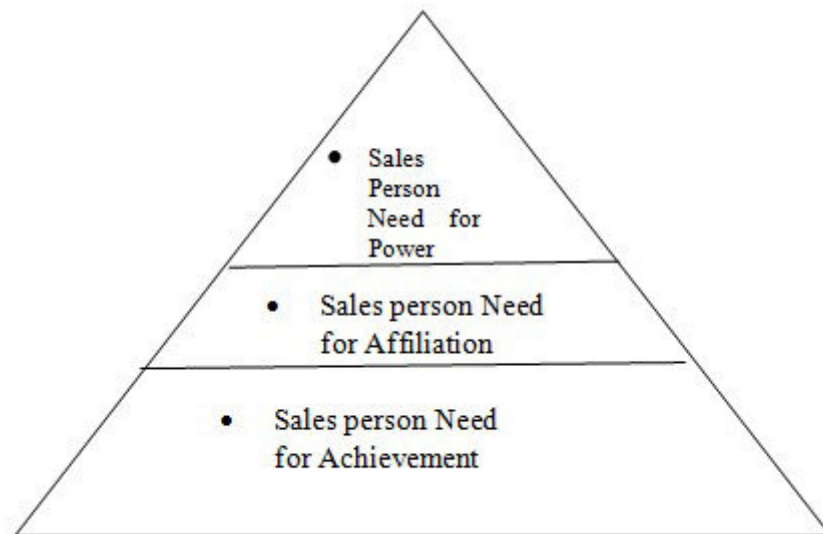 • Sales
Person
Need for
Power
• Sales person Need
for Affiliation
• Sales person Need
for Achievement